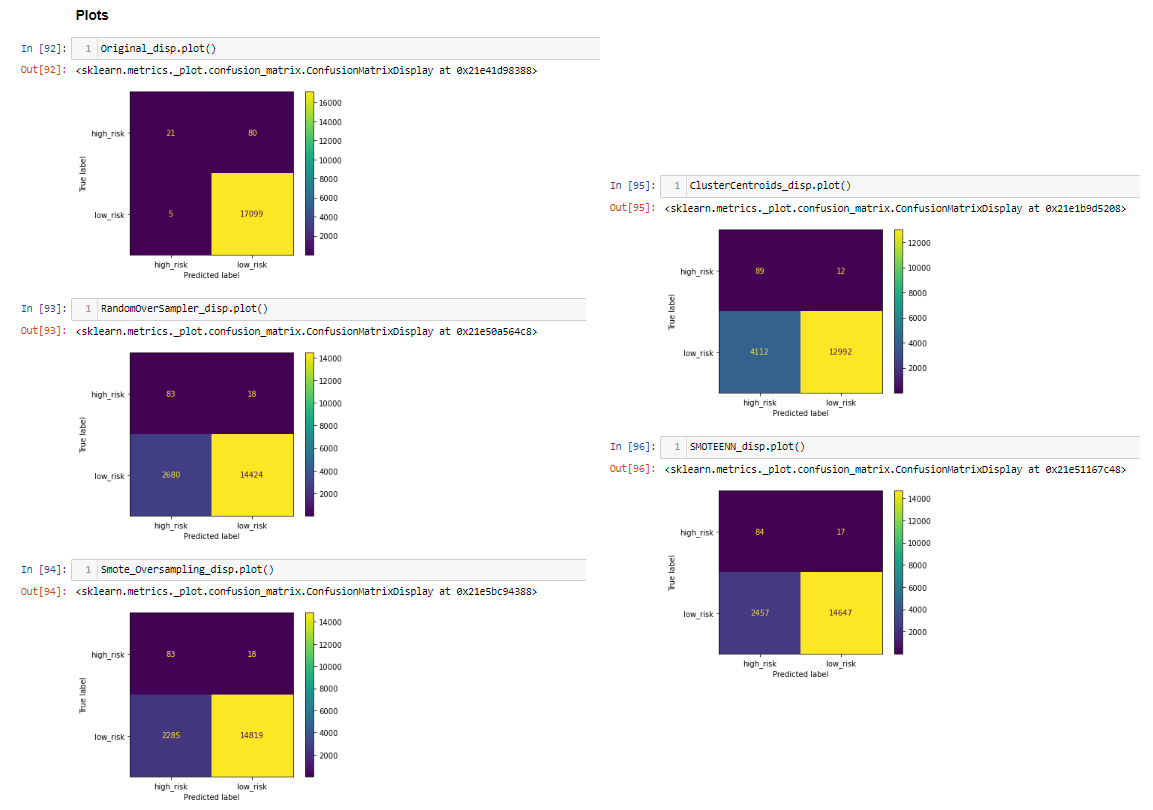 Plots
In [92]: 1 Original_disp.plot()
Out[92]: <sklearn.metrics._plot.confusion_matrix.ConfusionMatrixDisplay at 0x21e41d98388>
16000
high_risk 21 80
14000
12000
10000
True label
8000
6000
low_risk 5 17099
4000
2000
high_risk low_risk
Predicted label
In [93]: 1 RandomOverSampler_disp.plot()
Out[93]: <sklearn.metrics._plot.confusion_matrix.ConfusionMatrixDisplay at 0x21e50a564c8>
14000
high_risk 83 18
12000
10000
8000
True label
6000
low_risk 2680 14424
4000
2000
high_risk low_risk
Predicted label
In [94]: 1 Smote_Oversampling_disp.plot()
Out[94]: <sklearn.metrics._plot.confusion_matrix.ConfusionMatrixDisplay at 0x21e5bc94388>
14000
high_risk 83 18
12000
10000
8000
True label
6000
low_risk 2285 14819
4000
2000
high_risk low_risk
Predicted label
In [95]: 1 ClusterCentroids_disp.plot()
Out[95]: <sklearn.metrics._plot.confusion_matrix.ConfusionMatrixDisplay at 0x21e1b9d5208>
12000
high_risk 89 12
10000
8000
True label
6000
low_risk 4112 12992
4000
2000
high_risk low_risk
Predicted label
In [96]: 1 SMOTEENN_disp.plot()
Out[96]: <sklearn.metrics._plot.confusion_matrix.ConfusionMatrixDisplay at 0x21e51167c48>
14000
high_risk 84 17
12000
10000
8000
True label
6000
low_risk 2457 14647
4000
2000
high_risk low_risk
Predicted label